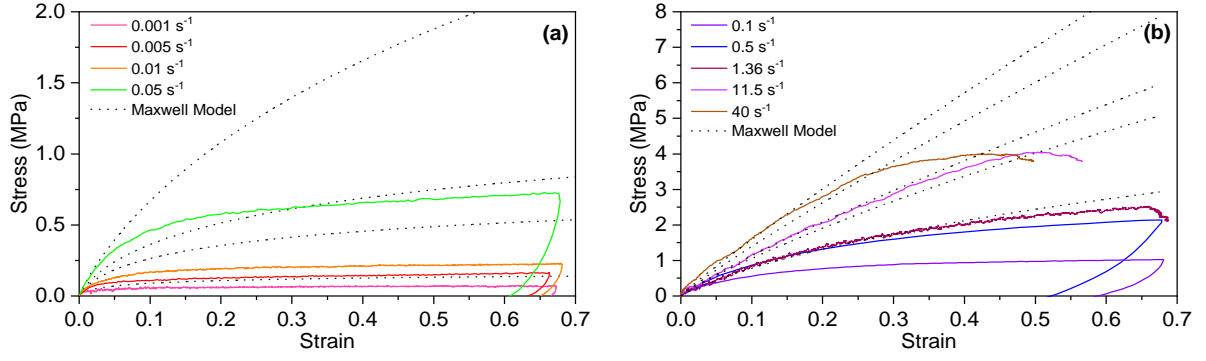 (a)
0.001 s⁻¹
0.005 s⁻¹
0.01 s⁻¹
0.05 s⁻¹
Maxwell Model
Stress (MPa)
2.0
1.5
1.0
0.5
0.0
0.0 0.1 0.2 0.3 0.4 0.5 0.6 0.7
Strain
(b)
0.1 s⁻¹
0.5 s⁻¹
1.36 s⁻¹
11.5 s⁻¹
40 s⁻¹
Maxwell Model
Stress (MPa)
8
7
6
5
4
3
2
1
0
0.0 0.1 0.2 0.3 0.4 0.5 0.6 0.7
Strain